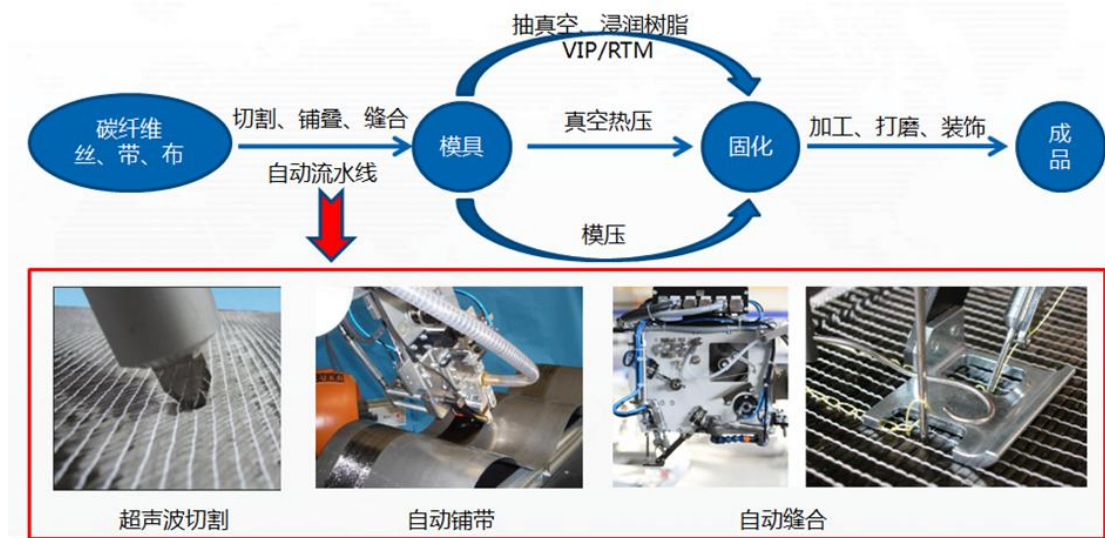 抽真空、浸润树脂
VIP/RTM
碳纤维
丝、带、布
切割、铺叠、缝合
自动流水线
模具
真空热压
固化
加工、打磨、装饰
成
品
模压
超声波切割
自动铺带
自动缝合